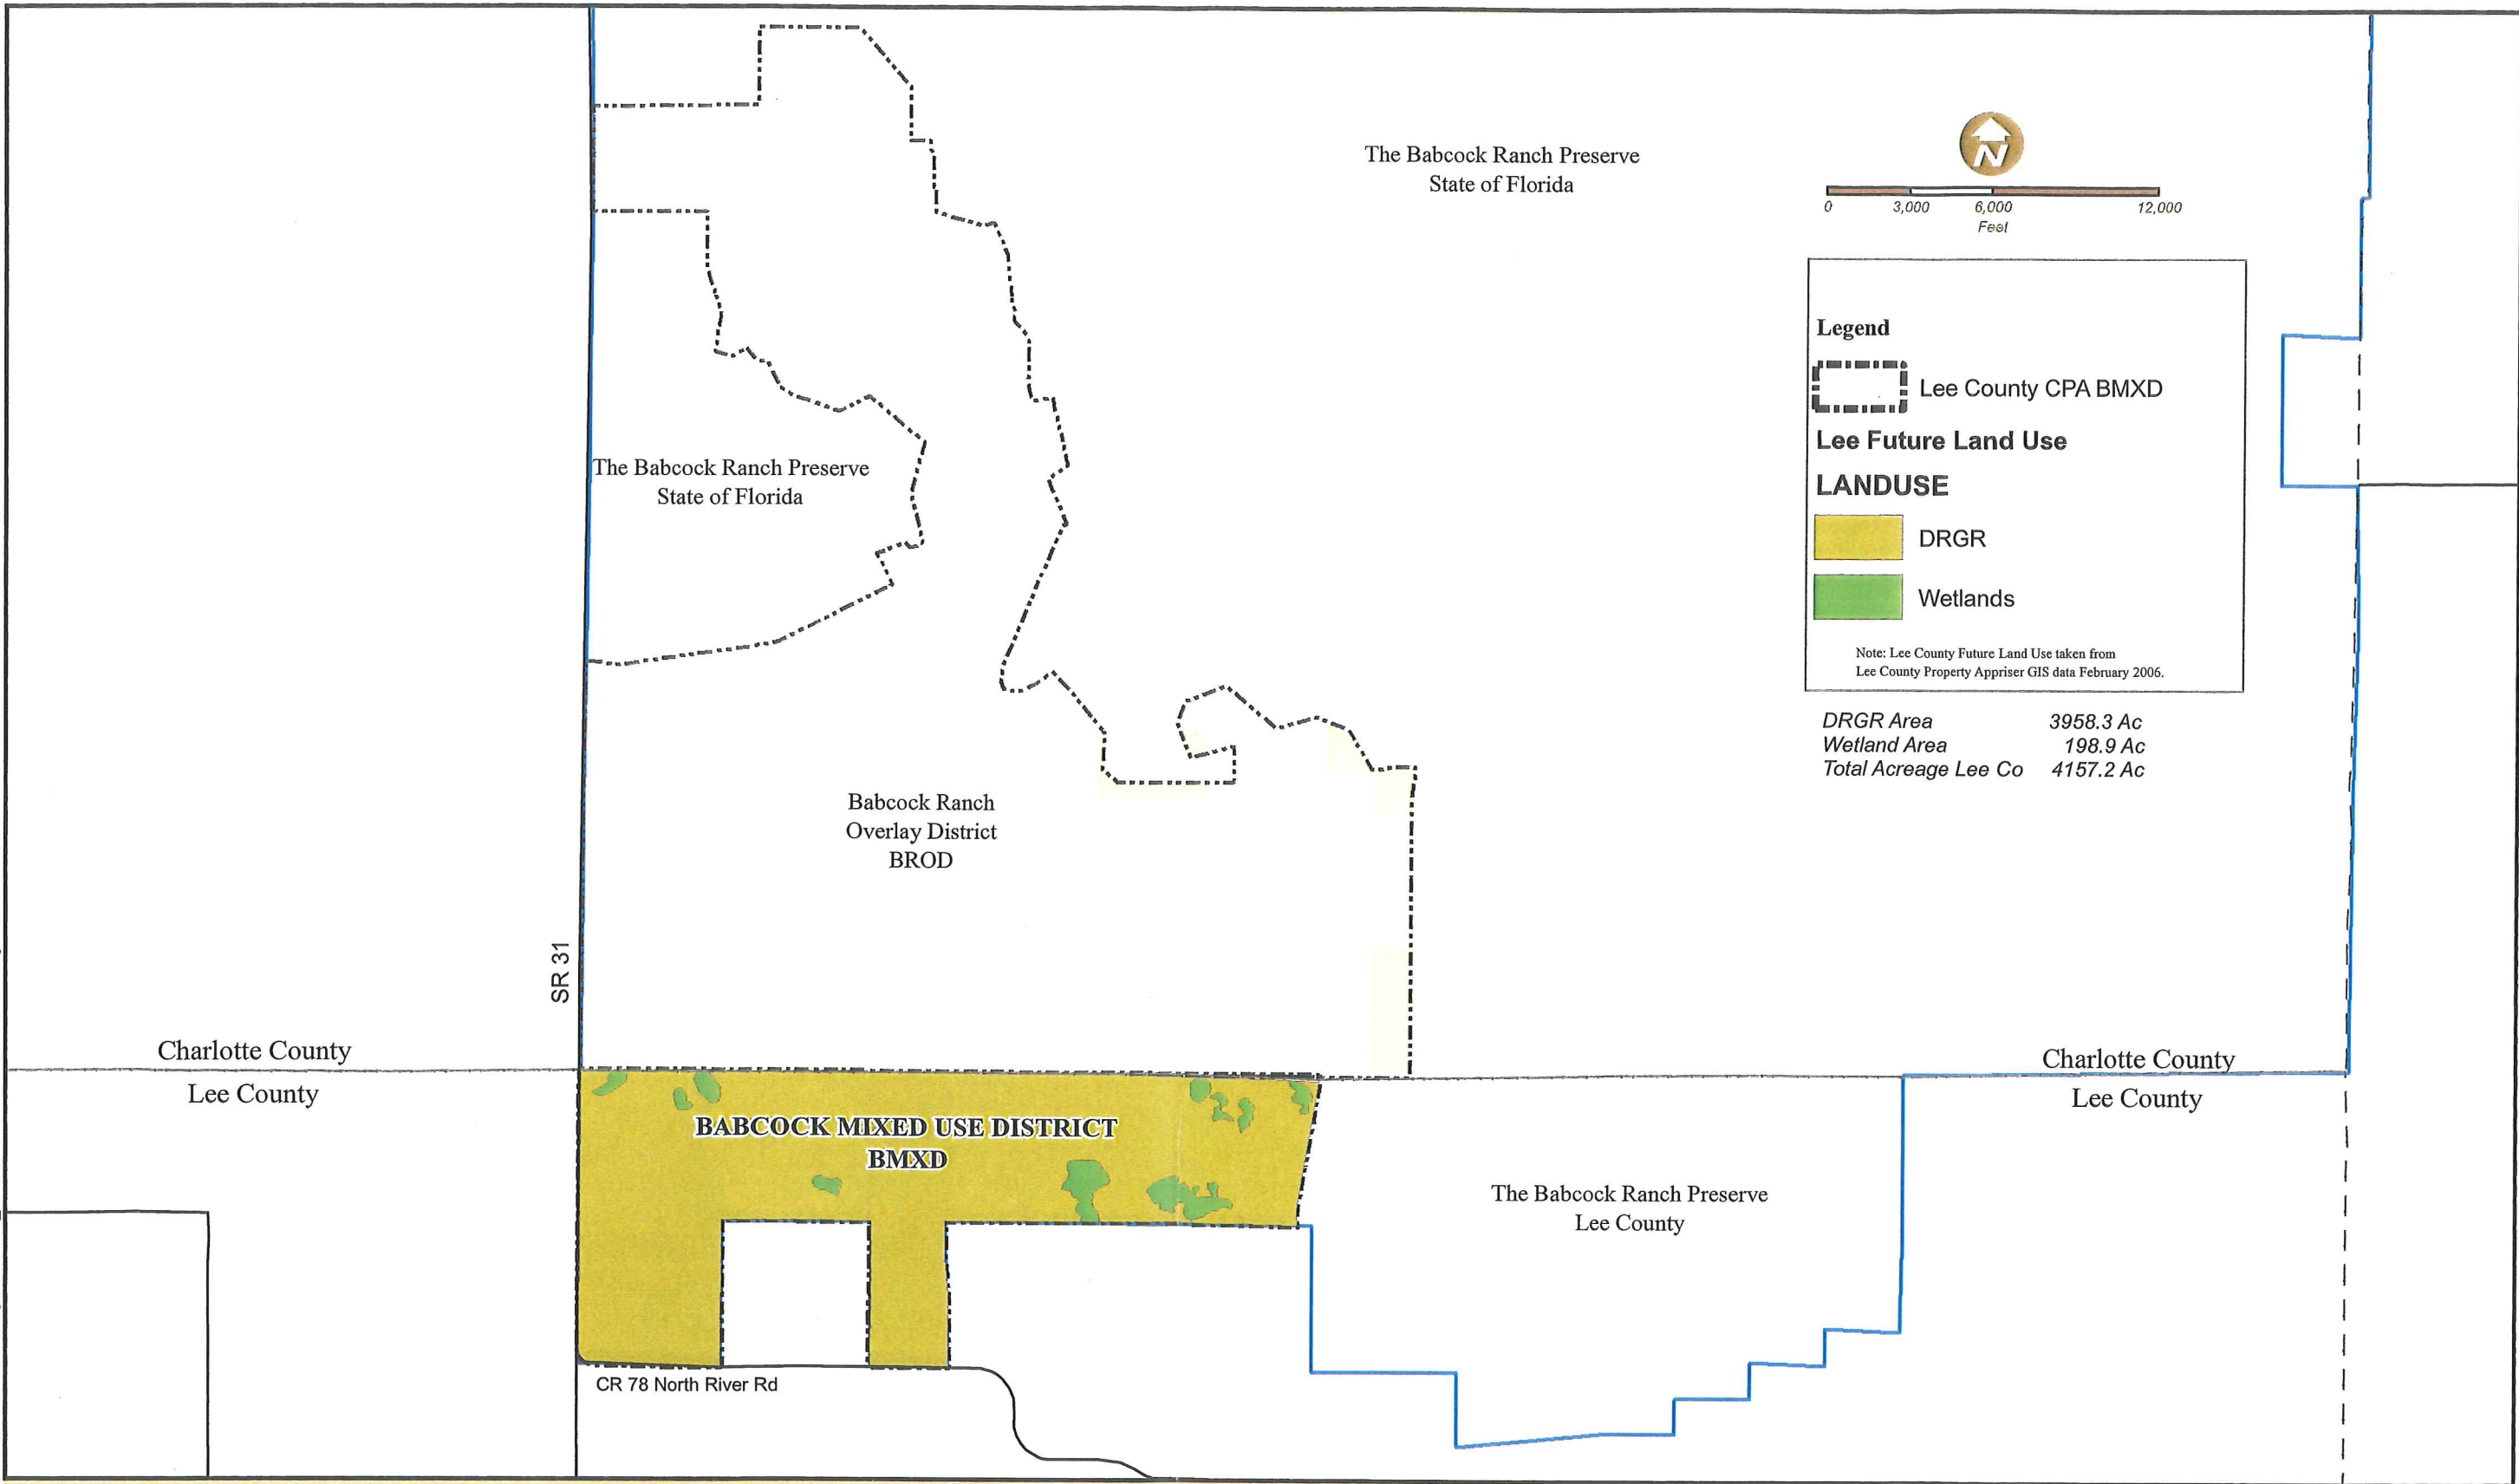 The Babcock Ranch Preserve
State of Florida
N
0 3,000 6,000 12,000
Feet
Legend
Lee County CPA BMXD
Lee Future Land Use
LANDUSE
DRGR
Wetlands
Note: Lee County Future Land Use taken from
Lee County Property Appriser GIS data February 2006.
The Babcock Ranch Preserve
State of Florida
DRGR Area 3958.3 Ac
Wetland Area 198.9 Ac
Total Acreage Lee Co 4157.2 Ac
Babcock Ranch
Overlay District
BROD
SR 31
Charlotte County
Lee County
Charlotte County
Lee County
BABCOCK MIXED USE DISTRICT
BMXD
The Babcock Ranch Preserve
Lee County
CR 78 North River Rd